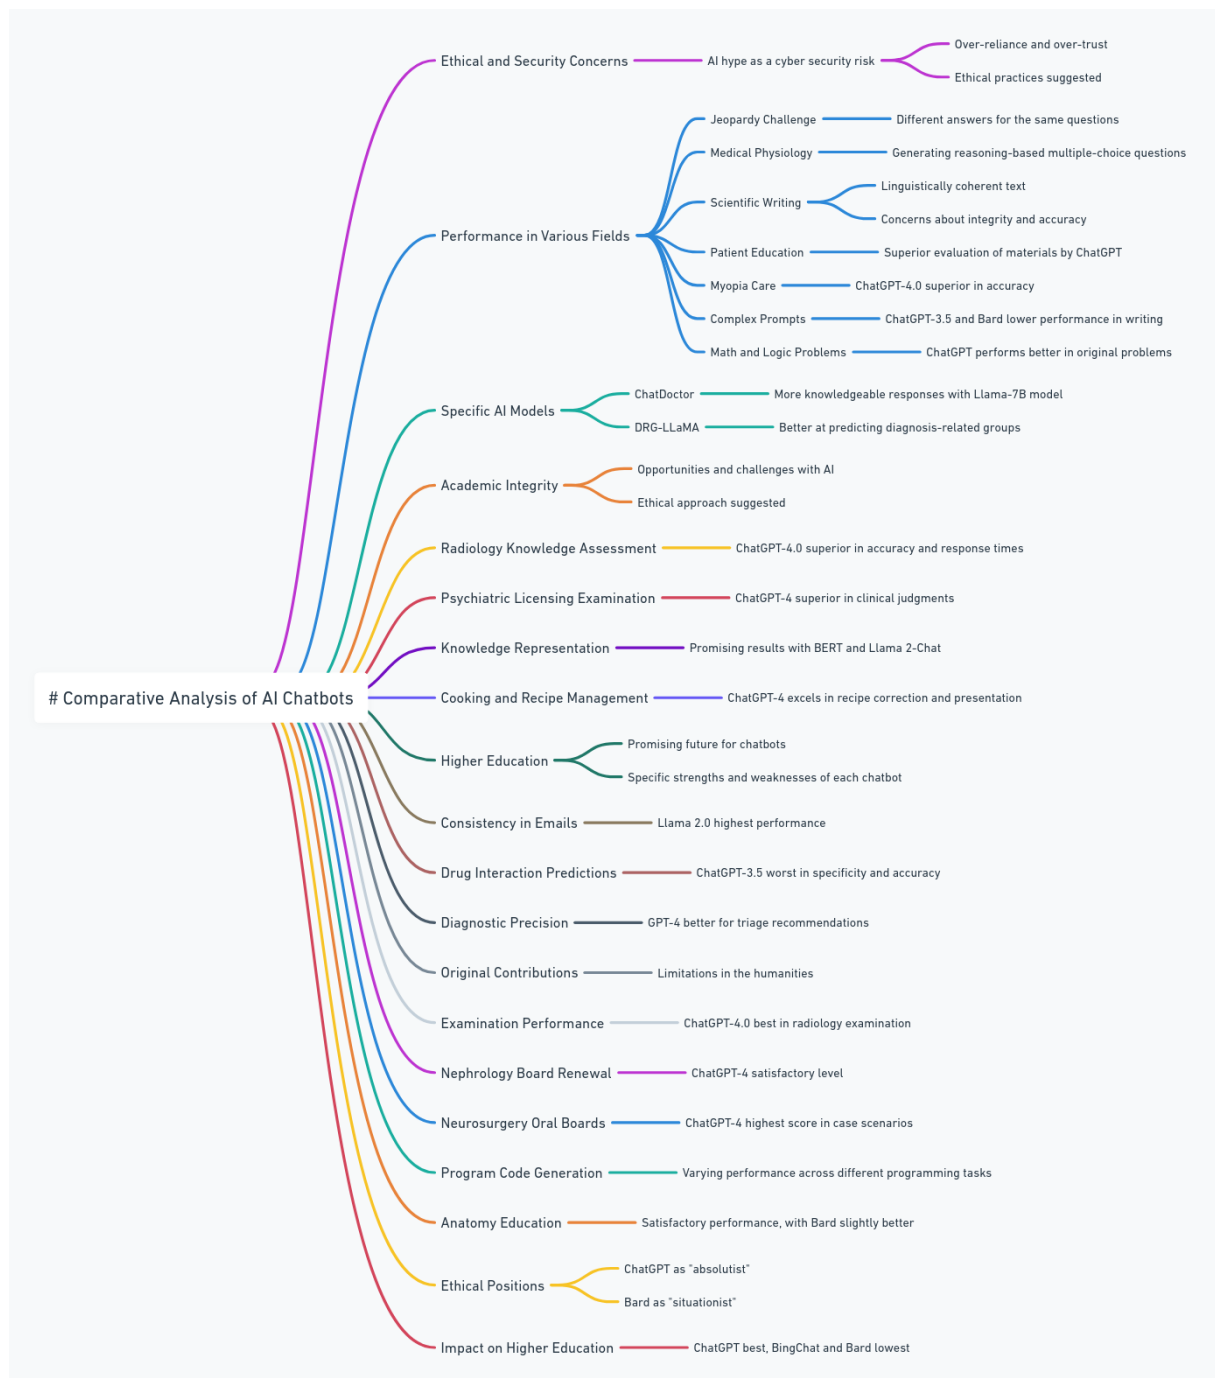 Ethical and Security Concerns
AI hype as a cyber security risk
Over-reliance and over-trust
Ethical practices suggested
Performance in Various Fields
Jeopardy Challenge
Different answers for the same questions
Medical Physiology
Generating reasoning-based multiple-choice questions
Scientific Writing
Linguistically coherent text
Concerns about integrity and accuracy
Patient Education
Superior evaluation of materials by ChatGPT
Myopia Care
ChatGPT-4.0 superior in accuracy
Complex Prompts
ChatGPT-3.5 and Bard lower performance in writing
Math and Logic Problems
ChatGPT performs better in original problems
Specific AI Models
ChatDoctor
More knowledgeable responses with Llama-7B model
DRG-LLaMA
Better at predicting diagnosis-related groups
Academic Integrity
Opportunities and challenges with AI
Ethical approach suggested
Radiology Knowledge Assessment
ChatGPT-4.0 superior in accuracy and response times
Psychiatric Licensing Examination
ChatGPT-4 superior in clinical judgments
Knowledge Representation
Promising results with BERT and Llama 2-Chat
# Comparative Analysis of AI Chatbots
Cooking and Recipe Management
ChatGPT-4 excels in recipe correction and presentation
Higher Education
Promising future for chatbots
Specific strengths and weaknesses of each chatbot
Consistency in Emails
Llama 2.0 highest performance
Drug Interaction Predictions
ChatGPT-3.5 worst in specificity and accuracy
Diagnostic Precision
GPT-4 better for triage recommendations
Original Contributions
Limitations in the humanities
Examination Performance
ChatGPT-4.0 best in radiology examination
Nephrology Board Renewal
ChatGPT-4 satisfactory level
Neurosurgery Oral Boards
ChatGPT-4 highest score in case scenarios
Program Code Generation
Varying performance across different programming tasks
Anatomy Education
Satisfactory performance, with Bard slightly better
Ethical Positions
ChatGPT as "absolutist"
Bard as "situationist"
Impact on Higher Education
ChatGPT best, BingChat and Bard lowest